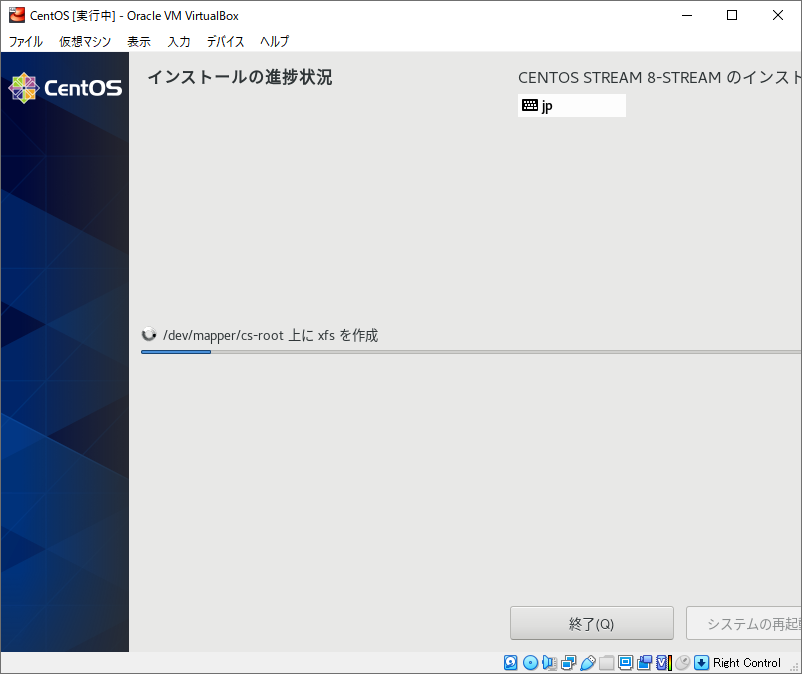 CentOS [実行中] - Oracle VM VirtualBox
ファイル 仮想マシン 表示 入力 デバイス ヘルプ
CentOS
インストールの進捗状況
CENTOS STREAM 8-STREAM のインスト
jp
/dev/mapper/cs-root 上に xfs を作成
終了(Q)
システムの再起
Right Control